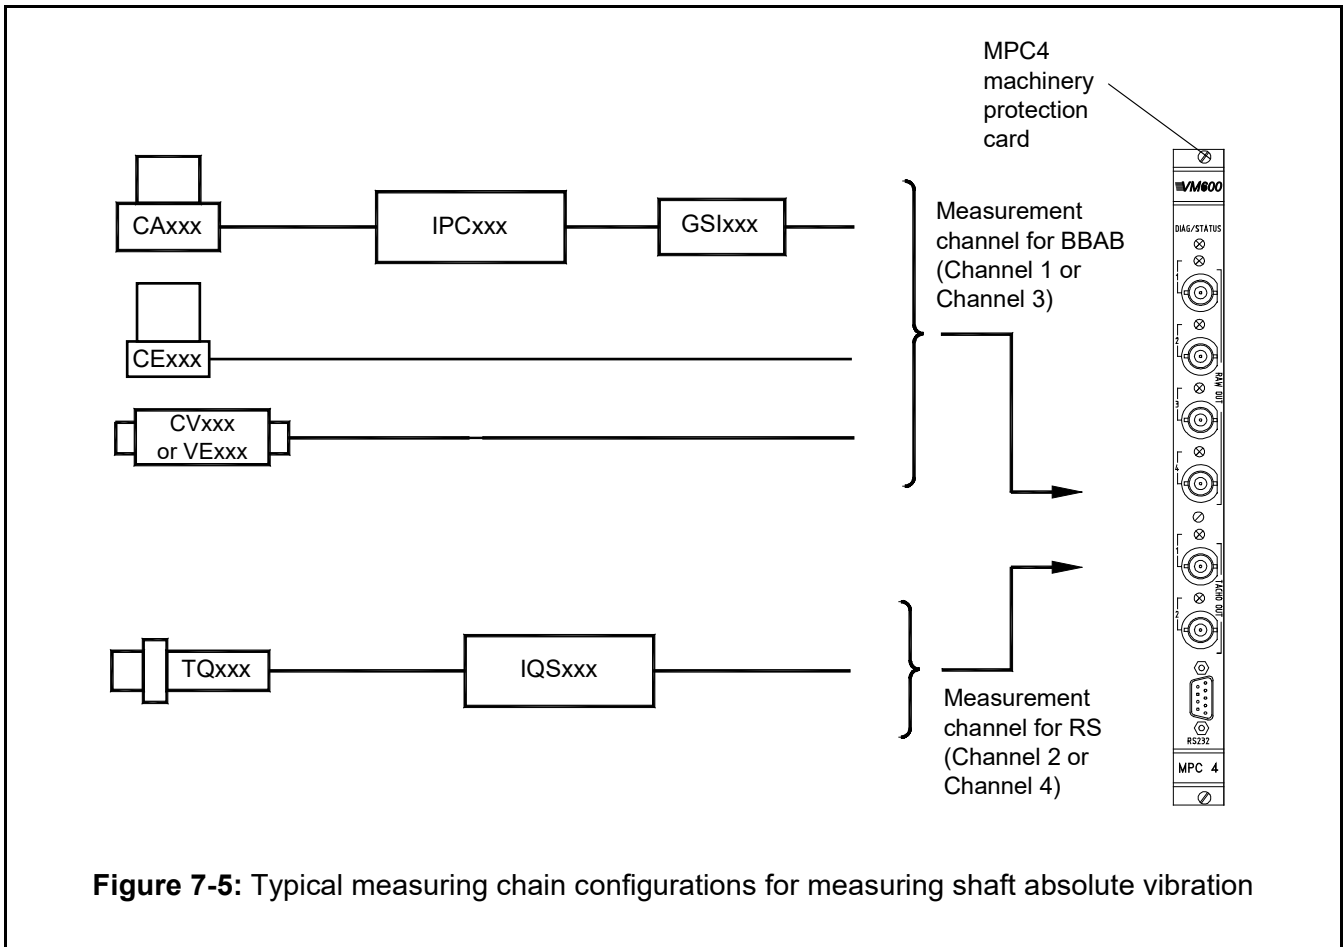 MPC4
machinery
protection
card
CAxxx
IPCxxx
GSIxxx
Measurement
channel for BBAB
(Channel 1 or
Channel 3)
CExxx
CVxxx
or VExxx
TQxxx
IQSxxx
Measurement
channel for RS
(Channel 2 or
Channel 4)
VM600
DIAG/STATUS
1
2
RAW OUT
3
4
1
TACHO OUT
2
RS232
MPC 4
Figure 7-5: Typical measuring chain configurations for measuring shaft absolute vibration